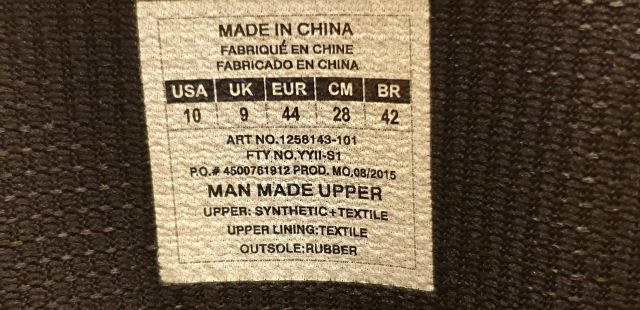 MADE IN CHINA
FABRIQUÉ EN CHINE
FABRICADO EN CHINA
USA UK EUR CM BR
10 9 44 28 42
ART NO.1258143-101
FTY NO.YYII-S1
P.O.# 4500761912 PROD. MO.08/2015
MAN MADE UPPER
UPPER: SYNTHETIC+TEXTILE
UPPER LINING:TEXTILE
OUTSOLE:RUBBER